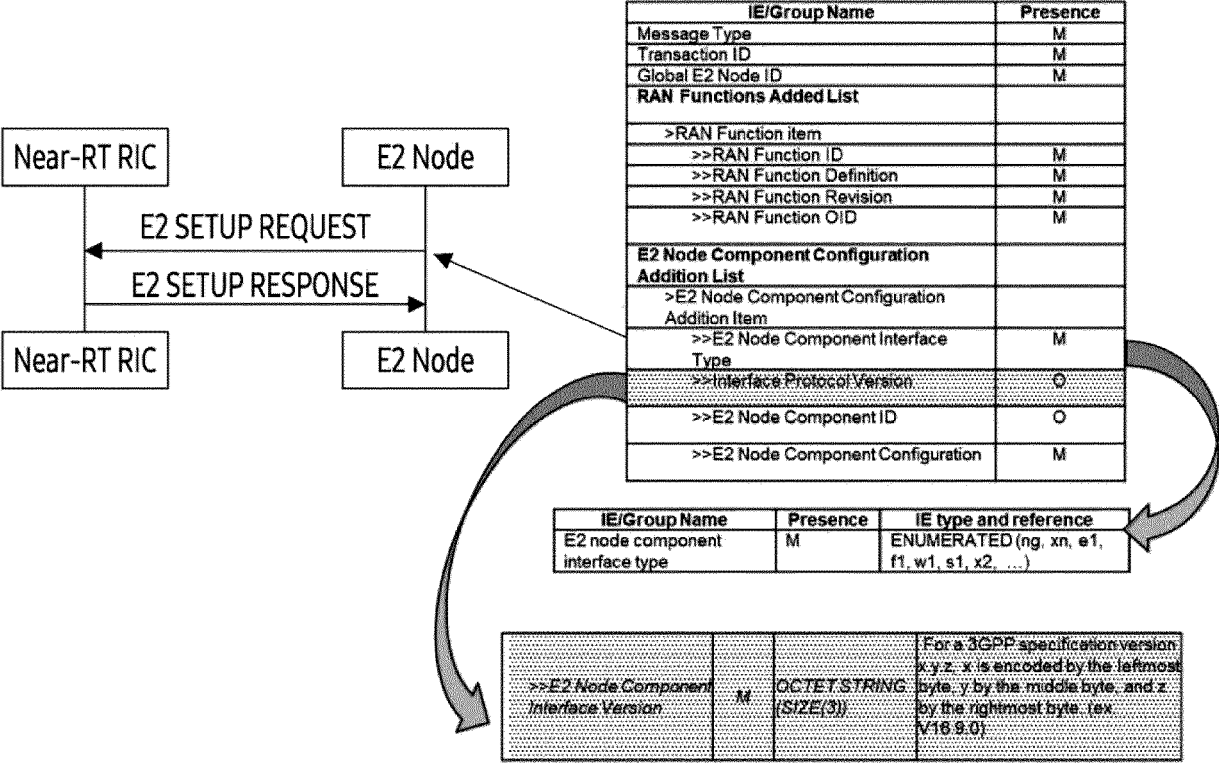 IE/Group Name Presence
Message Type M
Transaction ID M
Global E2 Node ID M
RAN Functions Added List
>RAN Function item
>>RAN Function ID M
>>RAN Function Definition M
>>RAN Function Revision M
>>RAN Function OID M
E2 Node Component Configuration
Addition List
>E2 Node Component Configuration
Addition Item
>>E2 Node Component Interface M
Type
>>Interface Protocol Version O
>>E2 Node Component ID O
>>E2 Node Component Configuration M
Near-RT RIC E2 Node
E2 SETUP REQUEST
E2 SETUP RESPONSE
Near-RT RIC E2 Node
IE/Group Name Presence IE type and reference
E2 node component M ENUMERATED (ng, xn, e1,
interface type f1, w1, s1, x2, ...)
>>E2 Node Component
Interface Version
M
OCTET STRING
(SIZE(3))
For a 3GPP specification version
x.y.z, x is encoded by the leftmost
byte, y by the middle byte, and z
by the rightmost byte. (ex.
V16.9.0)